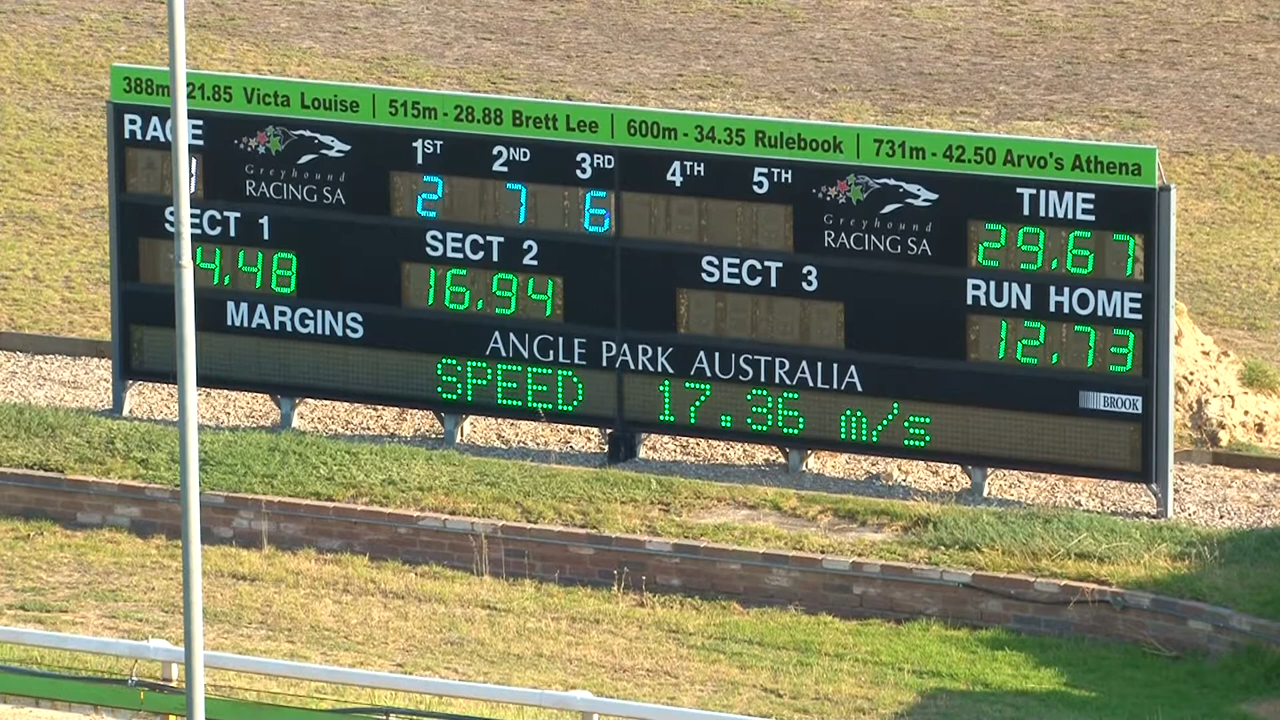 388m 21.85 Victa Louise | 515m - 28.88 Brett Lee | 600m - 34.35 Rulebook | 731m - 42.50 Arvo's Athena
RACE
Greyhound
RACING SA
1ST 2ND 3RD 4TH 5TH
2 7 6
Greyhound
RACING SA
TIME
29.67
SECT 1
4.48
SECT 2
16.94
SECT 3
RUN HOME
12.73
MARGINS
ANGLE PARK AUSTRALIA
SPEED 17.36 m/s
BROOK